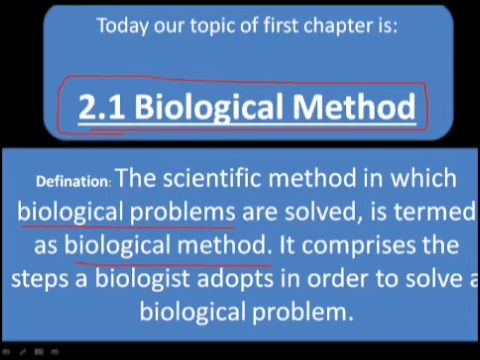 Today our topic of first chapter is:
2.1 Biological Method
Defination: The scientific method in which
biological problems are solved, is termed
as biological method. It comprises the
steps a biologist adopts in order to solve a
biological problem.